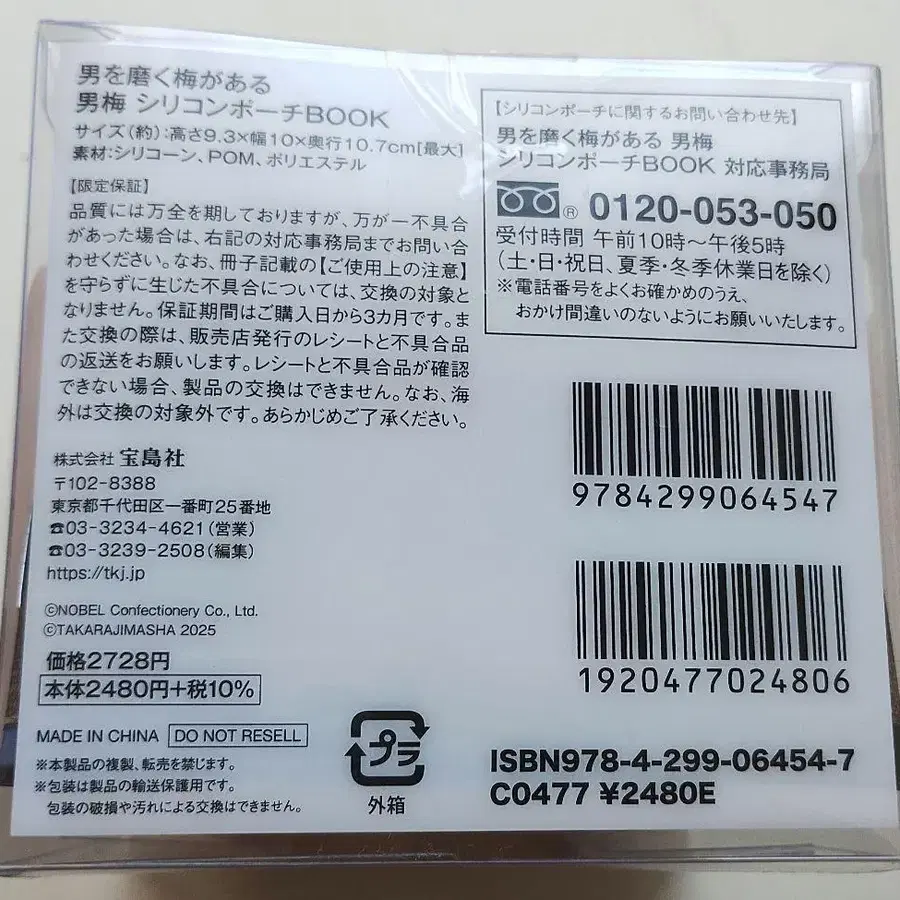 男を磨く梅がある
男梅 シリコンポーチBOOK
サイズ(約):高さ9.3×幅10×奥行10.7cm[最大]
素材:シリコーン、POM、ポリエステル
【限定保証】
品質には万全を期しておりますが、万が一不具合
があった場合は、右記の対応事務局までお問い合
わせください。なお、冊子記載の【ご使用上の注意】
を守らずに生じた不具合については、交換の対象と
なりません。保証期間はご購入日から3カ月です。ま
た交換の際は、販売店発行のレシートと不具合品
の返送をお願いします。レシートと不具合品が確認
できない場合、製品の交換はできません。なお、海
外は交換の対象外です。あらかじめご了承ください。
株式会社 宝島社
〒102-8388
東京都千代田区一番町25番地
☎03-3234-4621(営業)
☎03-3239-2508(編集)
https://tkj.jp
©NOBEL Confectionery Co., Ltd.
©TAKARAJIMASHA 2025
価格2728円
本体2480円+税10%
MADE IN CHINA DO NOT RESELL
※本製品の複製、転売を禁じます。
※包装は製品の輸送保護用です。
包装の破損や汚れによる交換はできません。
プラ
外箱
【シリコンポーチに関するお問い合わせ先】
男を磨く梅がある 男梅
シリコンポーチBOOK 対応事務局
® 0120-053-050
受付時間 午前10時～午後5時
(土・日・祝日、夏季・冬季休業日を除く)
※電話番号をよくお確かめのうえ、
おかけ間違いのないようにお願いいたします。
9784299064547
1920477024806
ISBN978-4-299-06454-7
C0477 ¥2480E